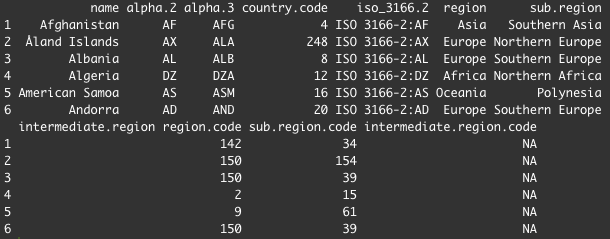 name alpha.2 alpha.3 country.code iso_3166.2 region sub.region
1 Afghanistan AF AFG 4 ISO 3166-2:AF Asia Southern Asia
2 Åland Islands AX ALA 248 ISO 3166-2:AX Europe Northern Europe
3 Albania AL ALB 8 ISO 3166-2:AL Europe Southern Europe
4 Algeria DZ DZA 12 ISO 3166-2:DZ Africa Northern Africa
5 American Samoa AS ASM 16 ISO 3166-2:AS Oceania Polynesia
6 Andorra AD AND 20 ISO 3166-2:AD Europe Southern Europe
intermediate.region region.code sub.region.code intermediate.region.code
1 142 34 NA
2 150 154 NA
3 150 39 NA
4 2 15 NA
5 9 61 NA
6 150 39 NA